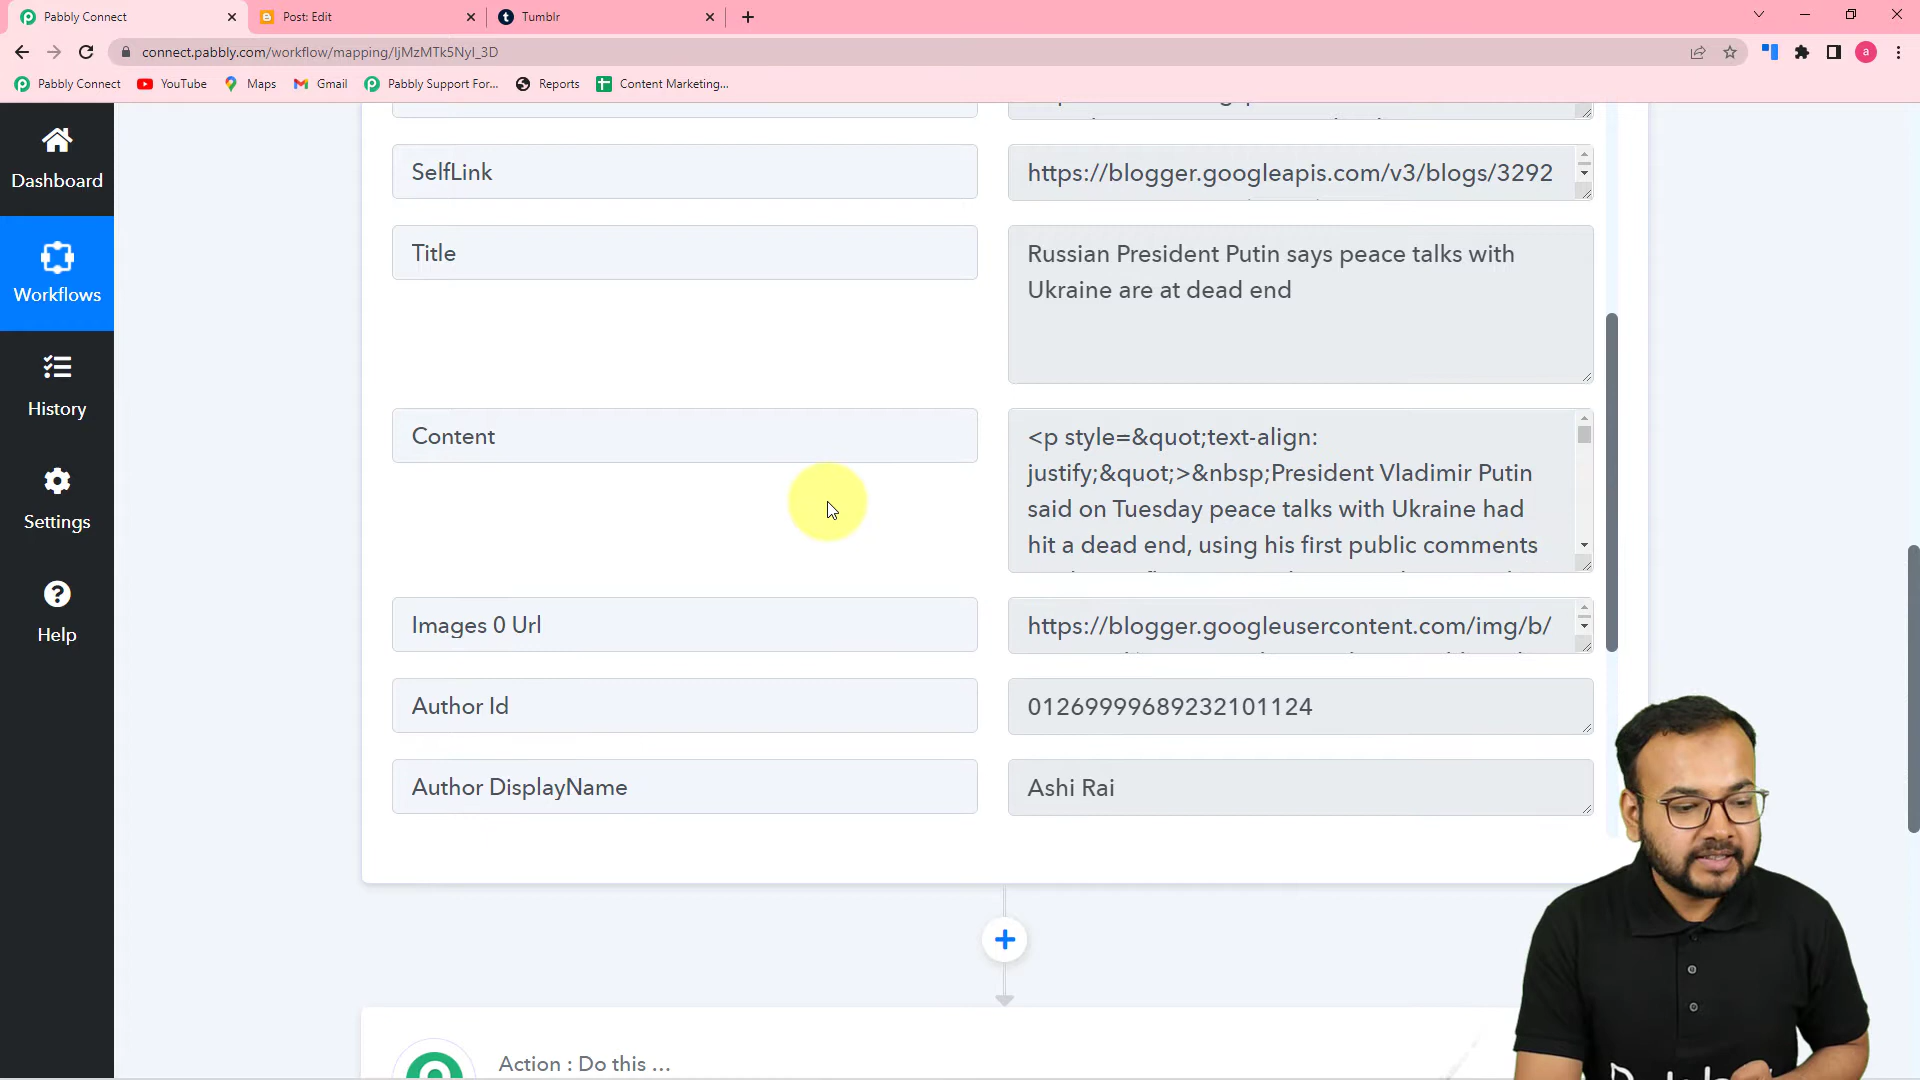 Pabbly Connect
Post: Edit
Tumblr
connect.pabbly.com/workflow/mapping/IjMzMTk5NyI_3D
a
Pabbly Connect
YouTube
Maps
Gmail
Pabbly Support For...
Reports
Content Marketing...
Dashboard
Workflows
History
Settings
Help
SelfLink
https://blogger.googleapis.com/v3/blogs/3292
Title
Russian President Putin says peace talks with
Ukraine are at dead end
Content
<p style=&quot;text-align:
justify;&quot;>&nbsp;President Vladimir Putin
said on Tuesday peace talks with Ukraine had
hit a dead end, using his first public comments
Images 0 Url
https://blogger.googleusercontent.com/img/b/
Author Id
01269999689232101124
Author DisplayName
Ashi Rai
Action : Do this ...